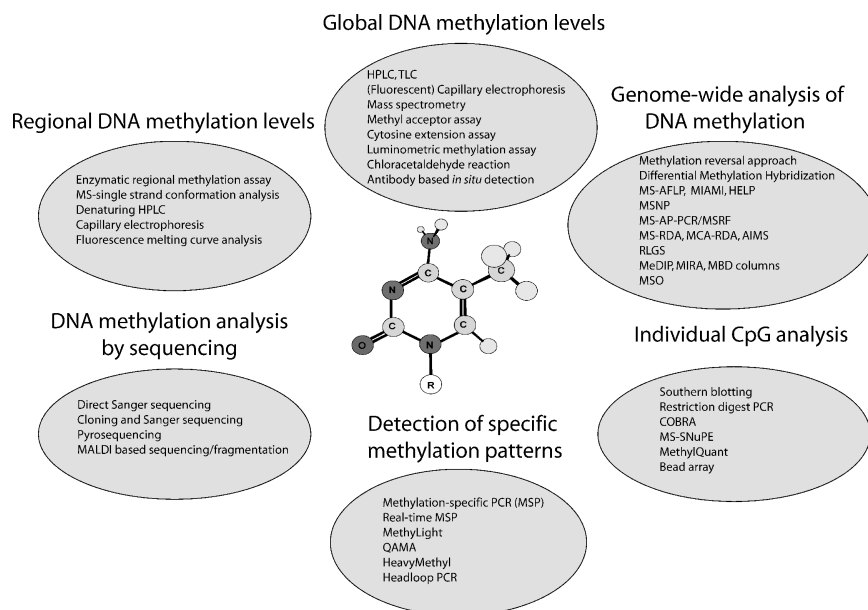 Global DNA methylation levels
HPLC, TLC
(Fluorescent) Capillary electrophoresis
Mass spectrometry
Methyl acceptor assay
Cytosine extension assay
Luminometric methylation assay
Chloracetaldehyde reaction
Antibody based in situ detection
Regional DNA methylation levels
Enzymatic regional methylation assay
MS-single strand conformation analysis
Denaturing HPLC
Capillary electrophoresis
Fluorescence melting curve analysis
Genome-wide analysis of
DNA methylation
Methylation reversal approach
Differential Methylation Hybridization
MS-AFLP, MIAMI, HELP
MSNP
MS-AP-PCR/MSRF
MS-RDA, MCA-RDA, AIMS
RLGS
MeDIP, MIRA, MBD columns
MSO
N
C
C
N
C
C
C
O
N
R
DNA methylation analysis
by sequencing
Direct Sanger sequencing
Cloning and Sanger sequencing
Pyrosequencing
MALDI based sequencing/fragmentation
Individual CpG analysis
Southern blotting
Restriction digest PCR
COBRA
MS-SNuPE
MethylQuant
Bead array
Detection of specific
methylation patterns
Methylation-specific PCR (MSP)
Real-time MSP
MethyLight
QAMA
HeavyMethyl
Headloop PCR